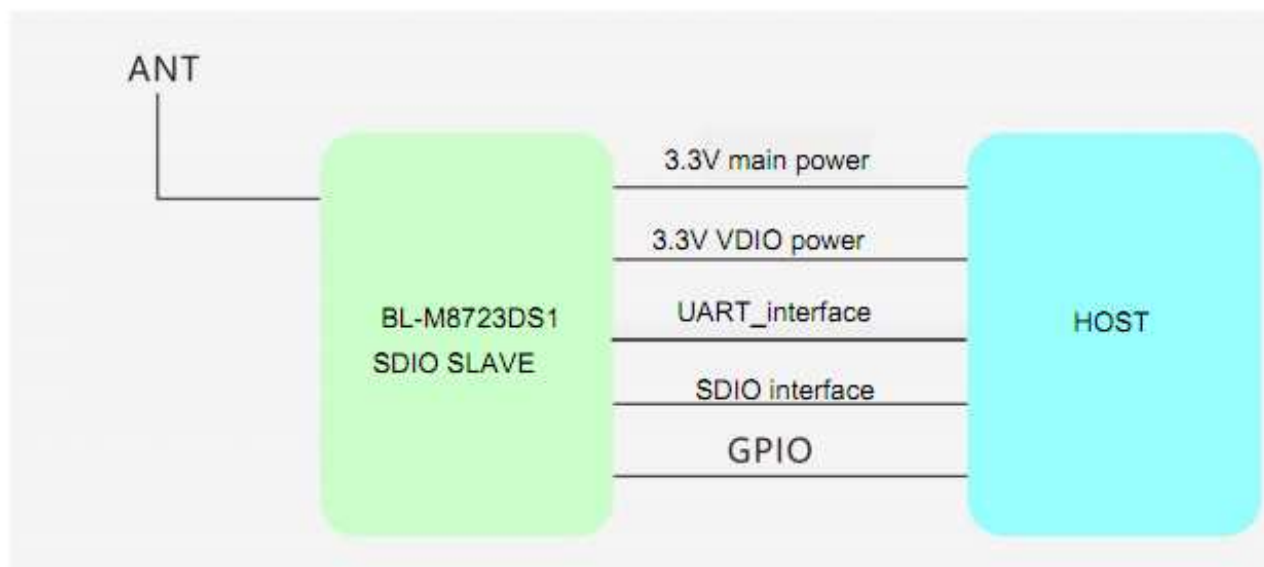 ANT
3.3V main power
3.3V VDIO power
UART_interface
BL-M8723DS1
SDIO SLAVE
HOST
SDIO interface
GPIO